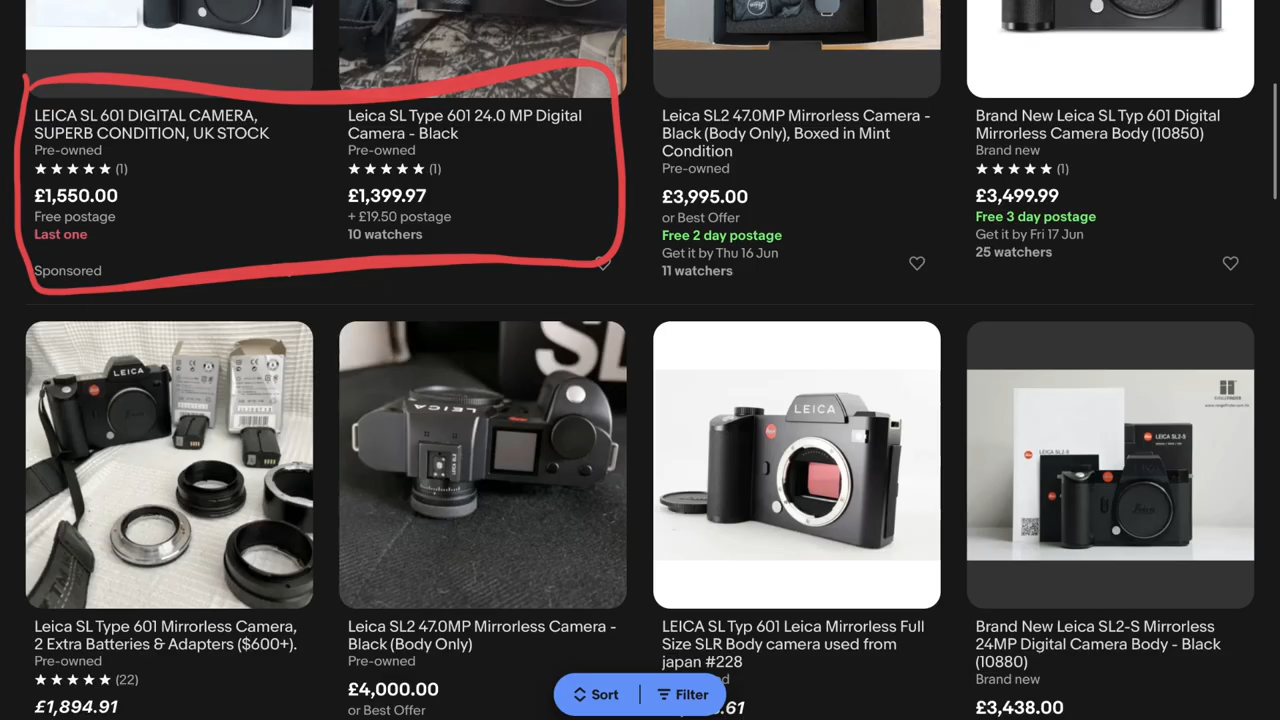 LEICA SL 601 DIGITAL CAMERA,
SUPERB CONDITION, UK STOCK
Pre-owned
(1)
£1,550.00
Free postage
Last one
Sponsored
Leica SL Type 601 24.0 MP Digital
Camera - Black
Pre-owned
(1)
£1,399.97
+ £19.50 postage
10 watchers
Leica SL2 47.0MP Mirrorless Camera -
Black (Body Only), Boxed in Mint
Condition
Pre-owned
£3,995.00
or Best Offer
Free 2 day postage
Get it by Thu 16 Jun
11 watchers
Brand New Leica SL Typ 601 Digital
Mirrorless Camera Body (10850)
Brand new
(1)
£3,499.99
Free 3 day postage
Get it by Fri 17 Jun
25 watchers
LEICA
SL
LEICA
LEICA
LEICA SL2-S
LEICA SL2-S
Leica SL Type 601 Mirrorless Camera,
2 Extra Batteries & Adapters ($600+).
Pre-owned
(22)
£1,894.91
Leica SL2 47.0MP Mirrorless Camera -
Black (Body Only)
Pre-owned
£4,000.00
or Best Offer
LEICA SL Typ 601 Leica Mirrorless Full
Size SLR Body camera used from
japan #228
.61
Brand New Leica SL2-S Mirrorless
24MP Digital Camera Body - Black
(10880)
Brand new
£3,438.00
Sort
Filter